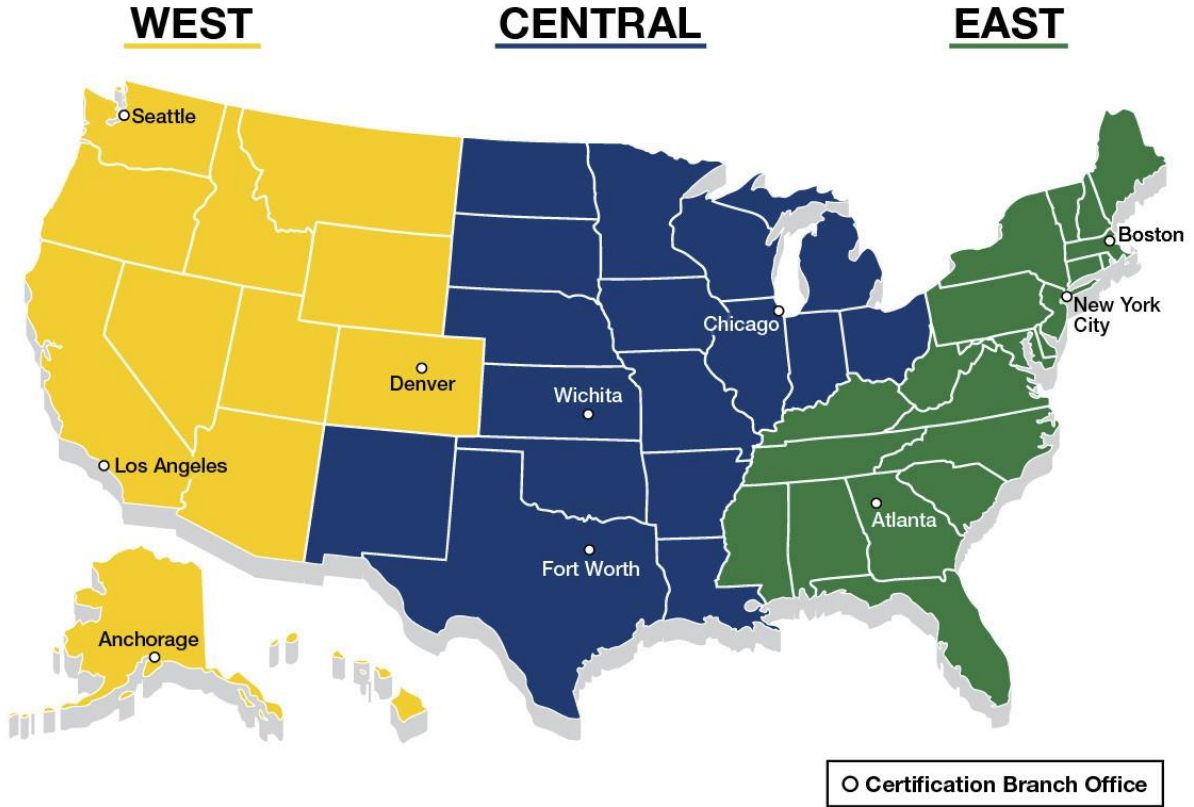 WEST
CENTRAL
EAST
Seattle
Boston
New York
City
Chicago
Denver
Wichita
Los Angeles
Atlanta
Fort Worth
Anchorage
Certification Branch Office